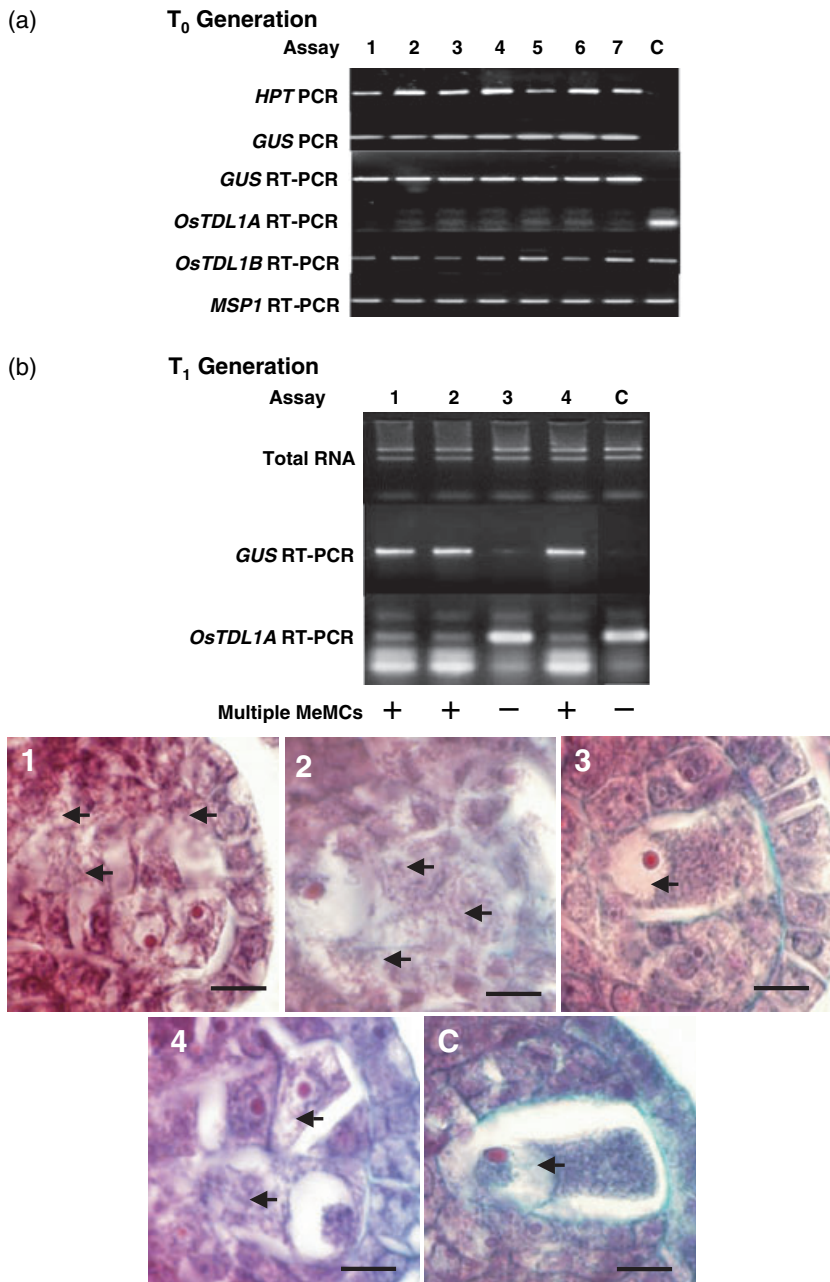 (a)
T0 Generation
Assay 1 2 3 4 5 6 7 C
HPT PCR
GUS PCR
GUS RT-PCR
OsTDL1A RT-PCR
OsTDL1B RT-PCR
MSP1 RT-PCR
(b)
T1 Generation
Assay 1 2 3 4 C
Total RNA
GUS RT-PCR
OsTDL1A RT-PCR
Multiple MeMCs + + − + −
1 2 3
4 C